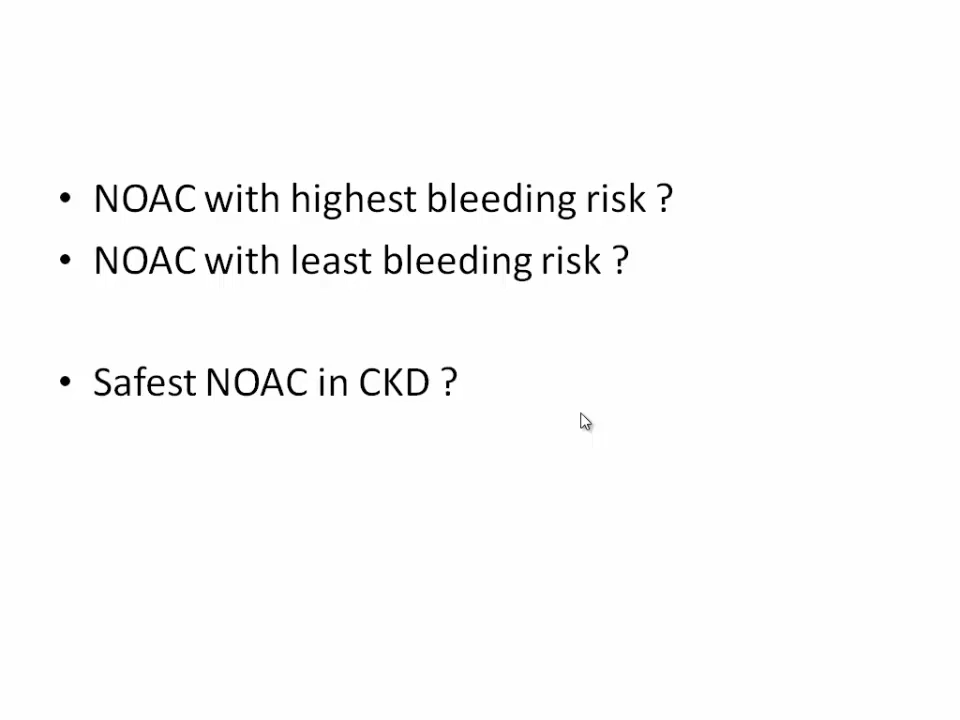 • NOAC with highest bleeding risk ?
• NOAC with least bleeding risk ?
• Safest NOAC in CKD ?